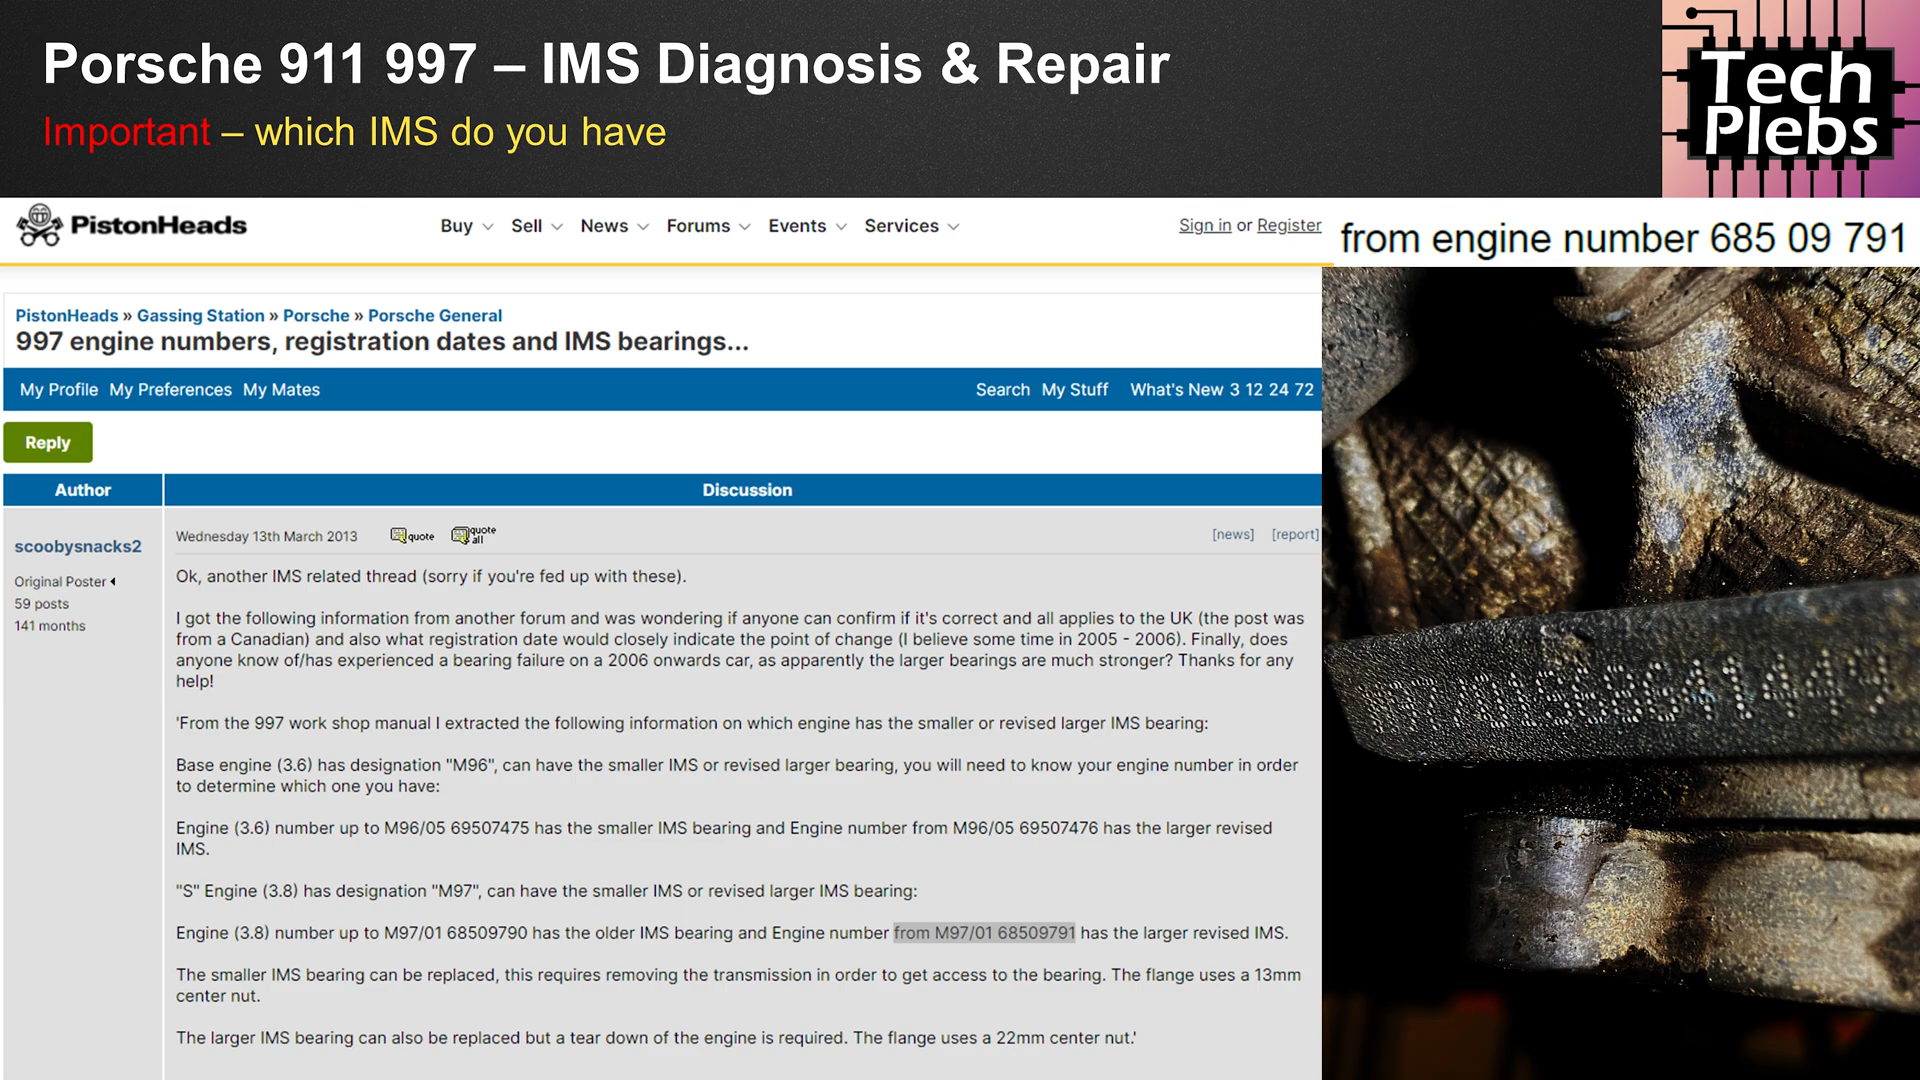 Porsche 911 997 – IMS Diagnosis & Repair
Important – which IMS do you have
Tech
Plebs
PistonHeads
Buy Sell News Forums Events Services
Sign in or Register
from engine number 685 09 791
PistonHeads » Gassing Station » Porsche » Porsche General
997 engine numbers, registration dates and IMS bearings...
My Profile My Preferences My Mates
Search My Stuff What's New 3 12 24 72
Reply
Author
Discussion
scoobysnacks2
Original Poster
59 posts
141 months
Wednesday 13th March 2013
quote
quote
all
[news] [report]
Ok, another IMS related thread (sorry if you're fed up with these).
I got the following information from another forum and was wondering if anyone can confirm if it's correct and all applies to the UK (the post was
from a Canadian) and also what registration date would closely indicate the point of change (I believe some time in 2005 - 2006). Finally, does
anyone know of/has experienced a bearing failure on a 2006 onwards car, as apparently the larger bearings are much stronger? Thanks for any
help!
'From the 997 work shop manual I extracted the following information on which engine has the smaller or revised larger IMS bearing:
Base engine (3.6) has designation "M96", can have the smaller IMS or revised larger bearing, you will need to know your engine number in order
to determine which one you have:
Engine (3.6) number up to M96/05 69507475 has the smaller IMS bearing and Engine number from M96/05 69507476 has the larger revised
IMS.
"S" Engine (3.8) has designation "M97", can have the smaller IMS or revised larger IMS bearing:
Engine (3.8) number up to M97/01 68509790 has the older IMS bearing and Engine number from M97/01 68509791 has the larger revised IMS.
The smaller IMS bearing can be replaced, this requires removing the transmission in order to get access to the bearing. The flange uses a 13mm
center nut.
The larger IMS bearing can also be replaced but a tear down of the engine is required. The flange uses a 22mm center nut.'